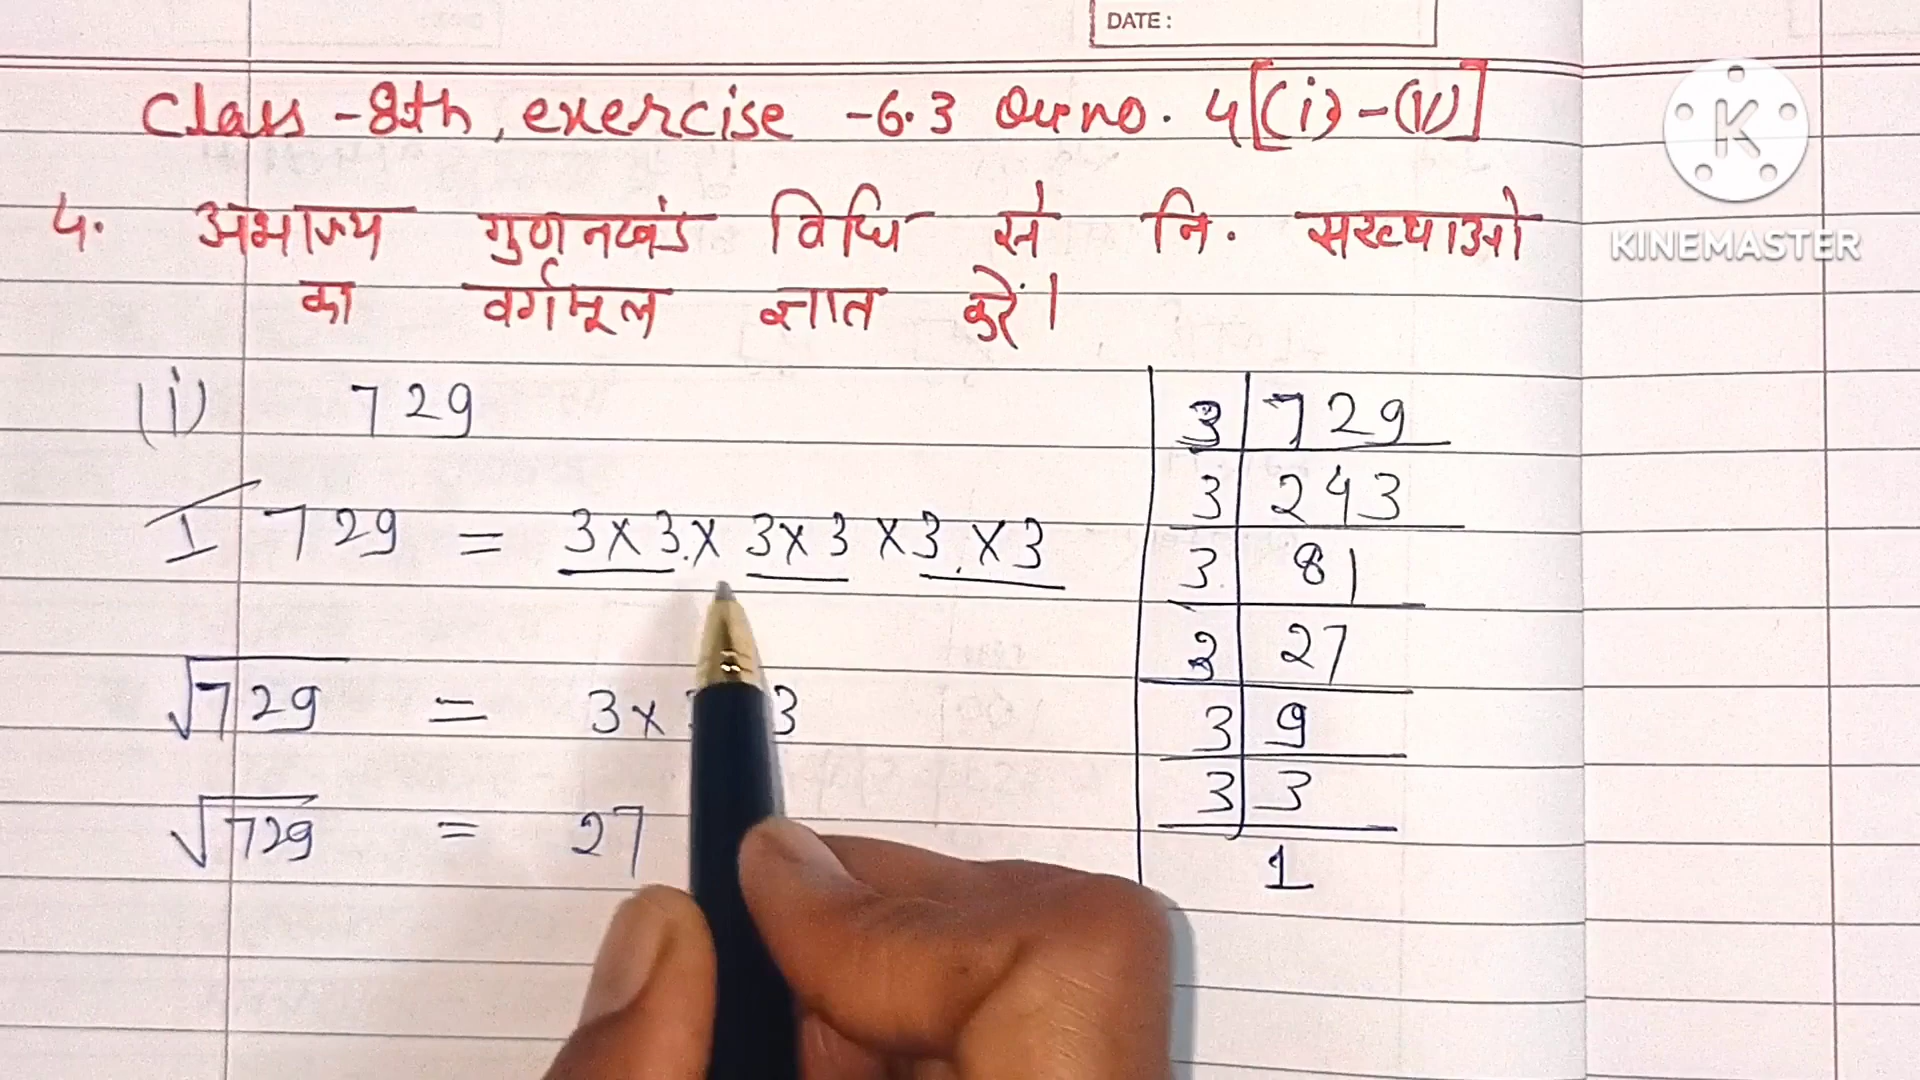 DATE :
Class -8th, exercise -6.3 Qu no. 4[(i)-(v)]
4. अभाज्य गुणनखंड विधि से नि. संख्याओ
का वर्गमूल ज्ञात करें।
(i) 729
I 729 = 3×3×3×3×3×3
√729 = 3× 3
√729 = 27
3 729
3 243
3 81
3 27
3 9
3 3
1
K
KINEMASTER